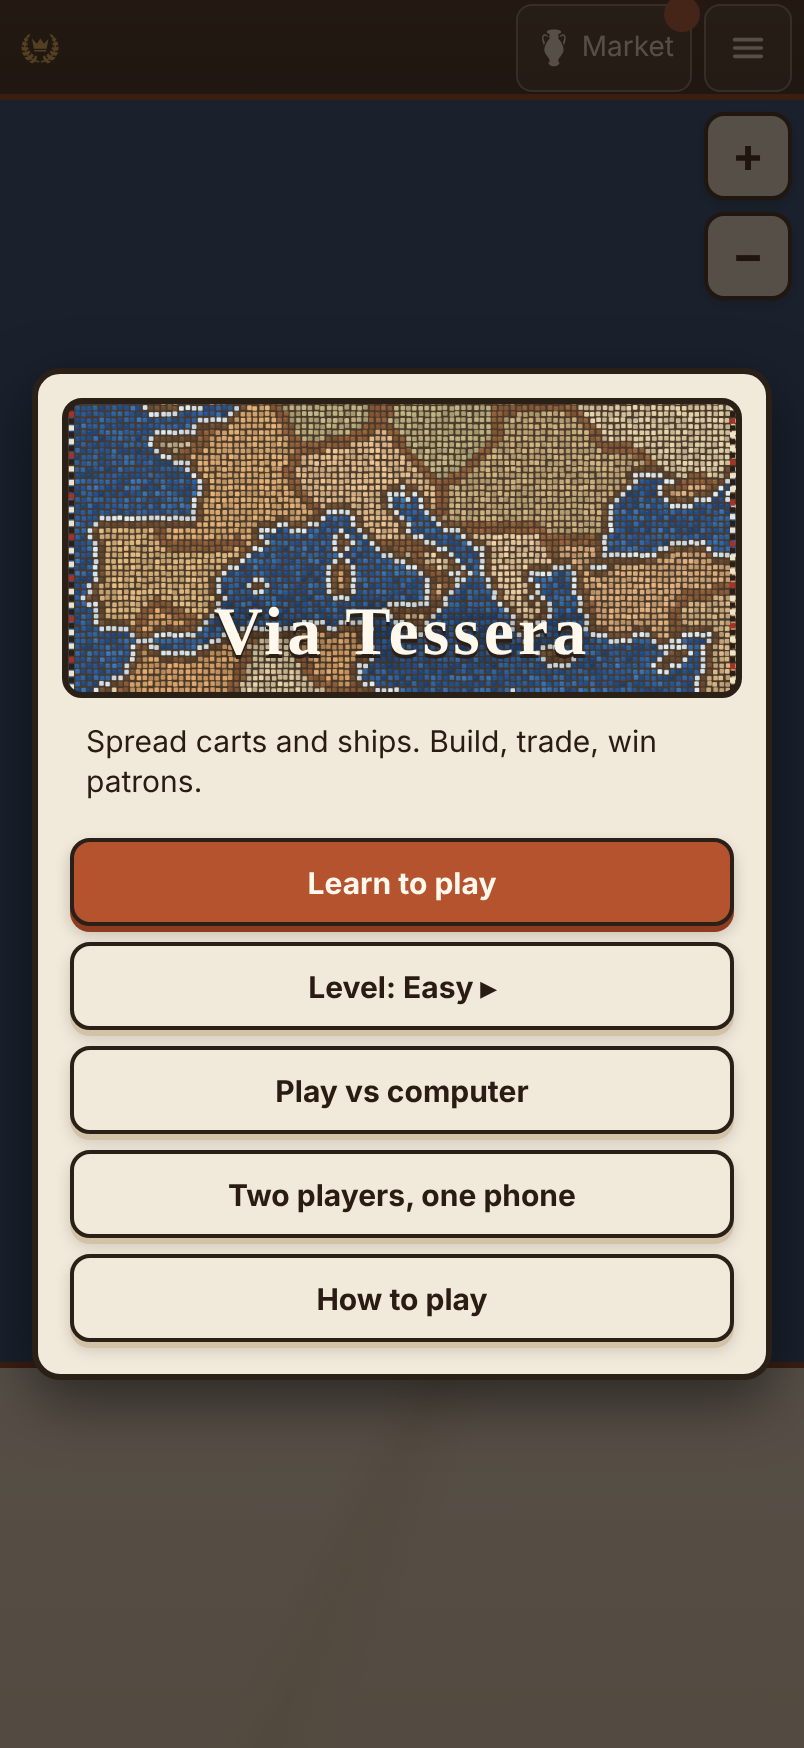 Market
+
−
Via Tessera
Spread carts and ships. Build, trade, win
patrons.
Learn to play
Level: Easy ▸
Play vs computer
Two players, one phone
How to play